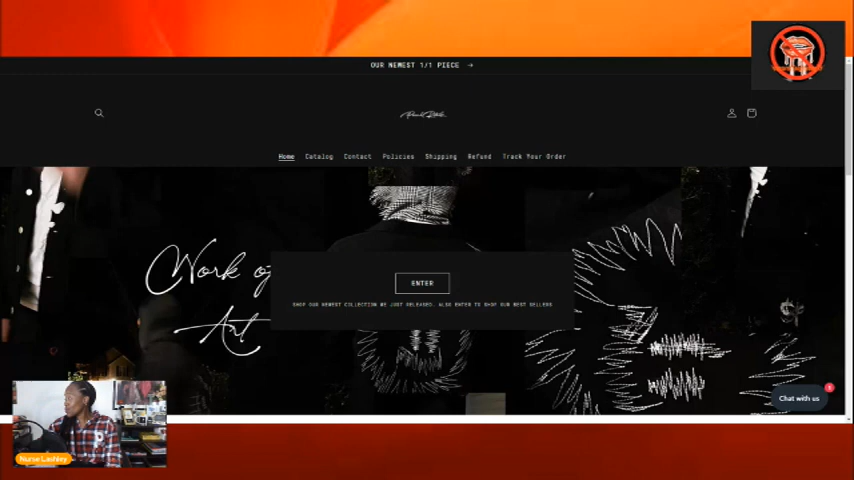 OUR NEWEST 1/1 PIECE →
Home Catalog Contact Policies Shipping Refund Track Your Order
Work of
Art
ENTER
SHOP OUR NEWEST COLLECTION WE JUST RELEASED. ALSO ENTER TO SHOP OUR BEST SELLERS
$
Chat with us
3
Nurse Lashley